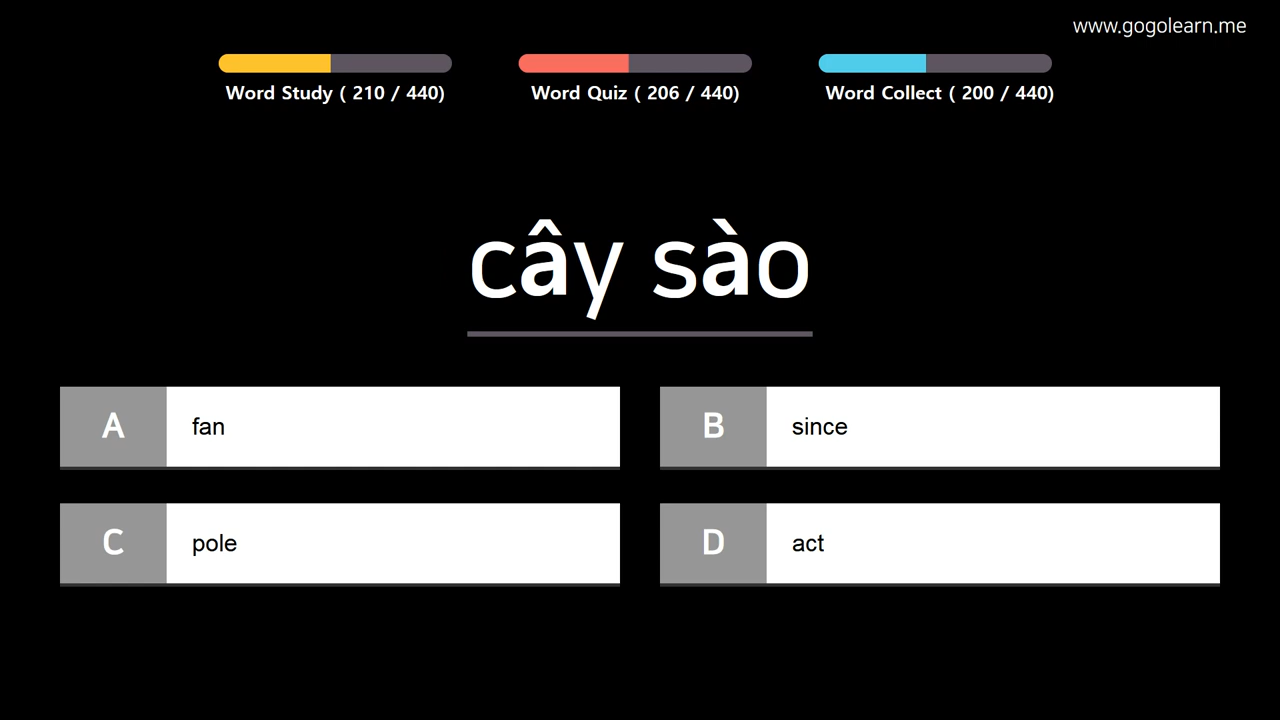 www.gogolearn.me
Word Study ( 210 / 440)
Word Quiz ( 206 / 440)
Word Collect ( 200 / 440)
cây sào
A fan
B since
C pole
D act